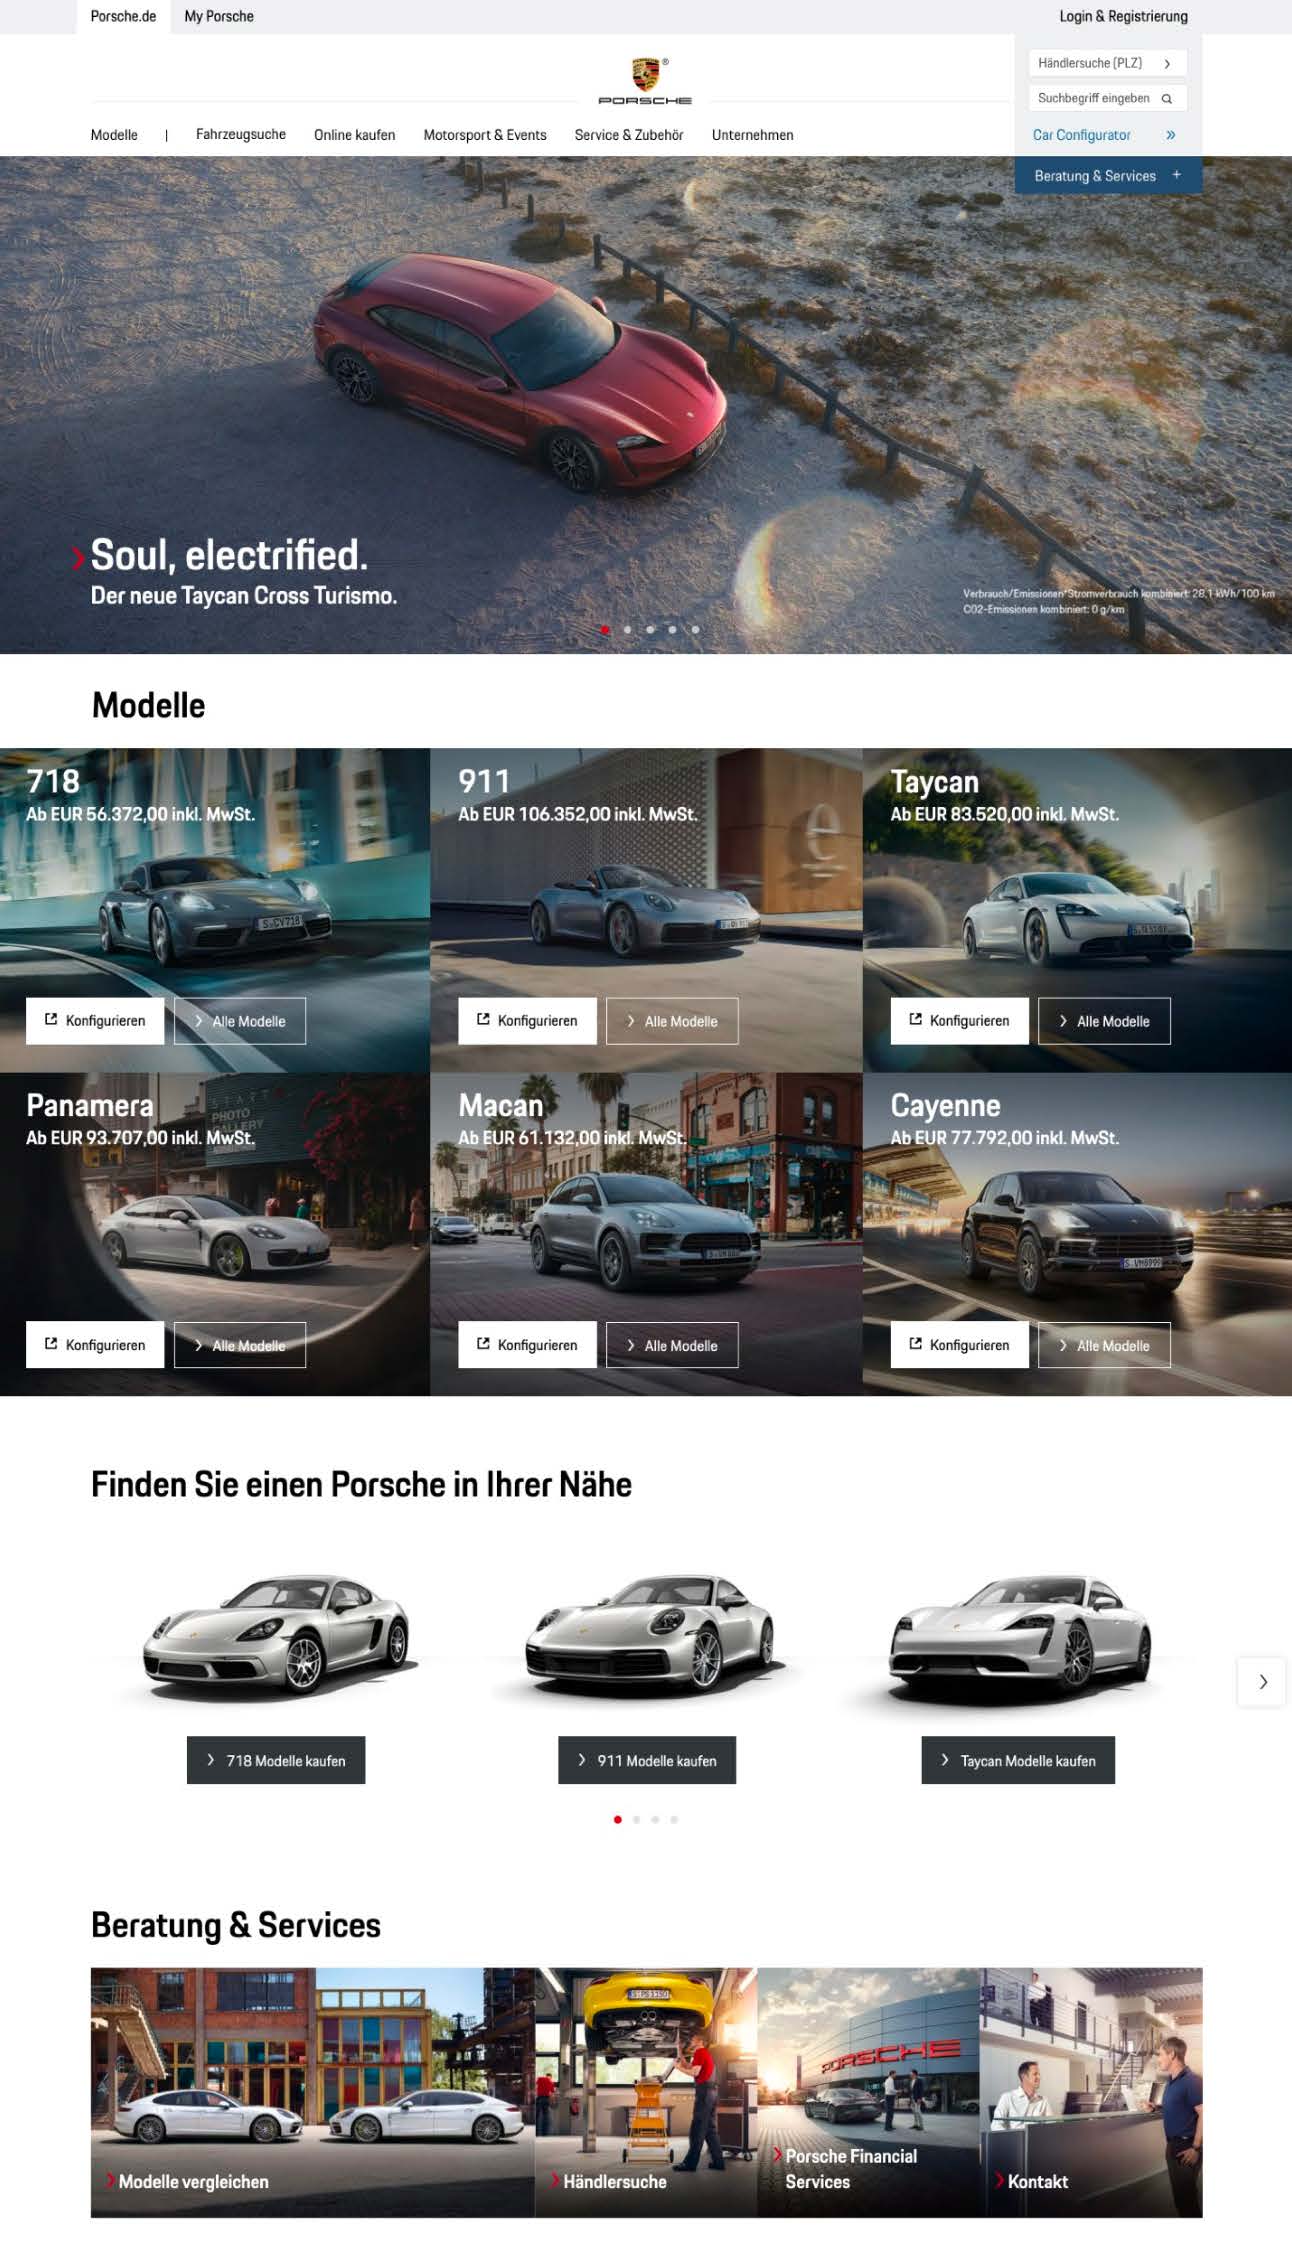 Porsche.de
My Porsche
Login & Registrierung
Händlersuche (PLZ)
Suchbegriff eingeben
Car Configurator
Beratung & Services
PORSCHE
®
Modelle
|
Fahrzeugsuche
Online kaufen
Motorsport & Events
Service & Zubehör
Unternehmen
Soul, electrified.
Der neue Taycan Cross Turismo.
Verbrauch/Emissionen*Stromverbrauch kombiniert: 28,1 kWh/100 km
CO2-Emissionen kombiniert: 0 g/km
Modelle
718
Ab EUR 56.372,00 inkl. MwSt.
S·CV718
Konfigurieren
Alle Modelle
911
Ab EUR 106.352,00 inkl. MwSt.
Konfigurieren
Alle Modelle
Taycan
Ab EUR 83.520,00 inkl. MwSt.
Konfigurieren
Alle Modelle
Panamera
Ab EUR 93.707,00 inkl. MwSt.
START
PHOTO
GALLERY
Konfigurieren
Alle Modelle
Macan
Ab EUR 61.132,00 inkl. MwSt.
Konfigurieren
Alle Modelle
Cayenne
Ab EUR 77.792,00 inkl. MwSt.
Konfigurieren
Alle Modelle
Finden Sie einen Porsche in Ihrer Nähe
718 Modelle kaufen
911 Modelle kaufen
Taycan Modelle kaufen
Beratung & Services
Modelle vergleichen
Händlersuche
PORSCHE
Porsche Financial
Services
Kontakt